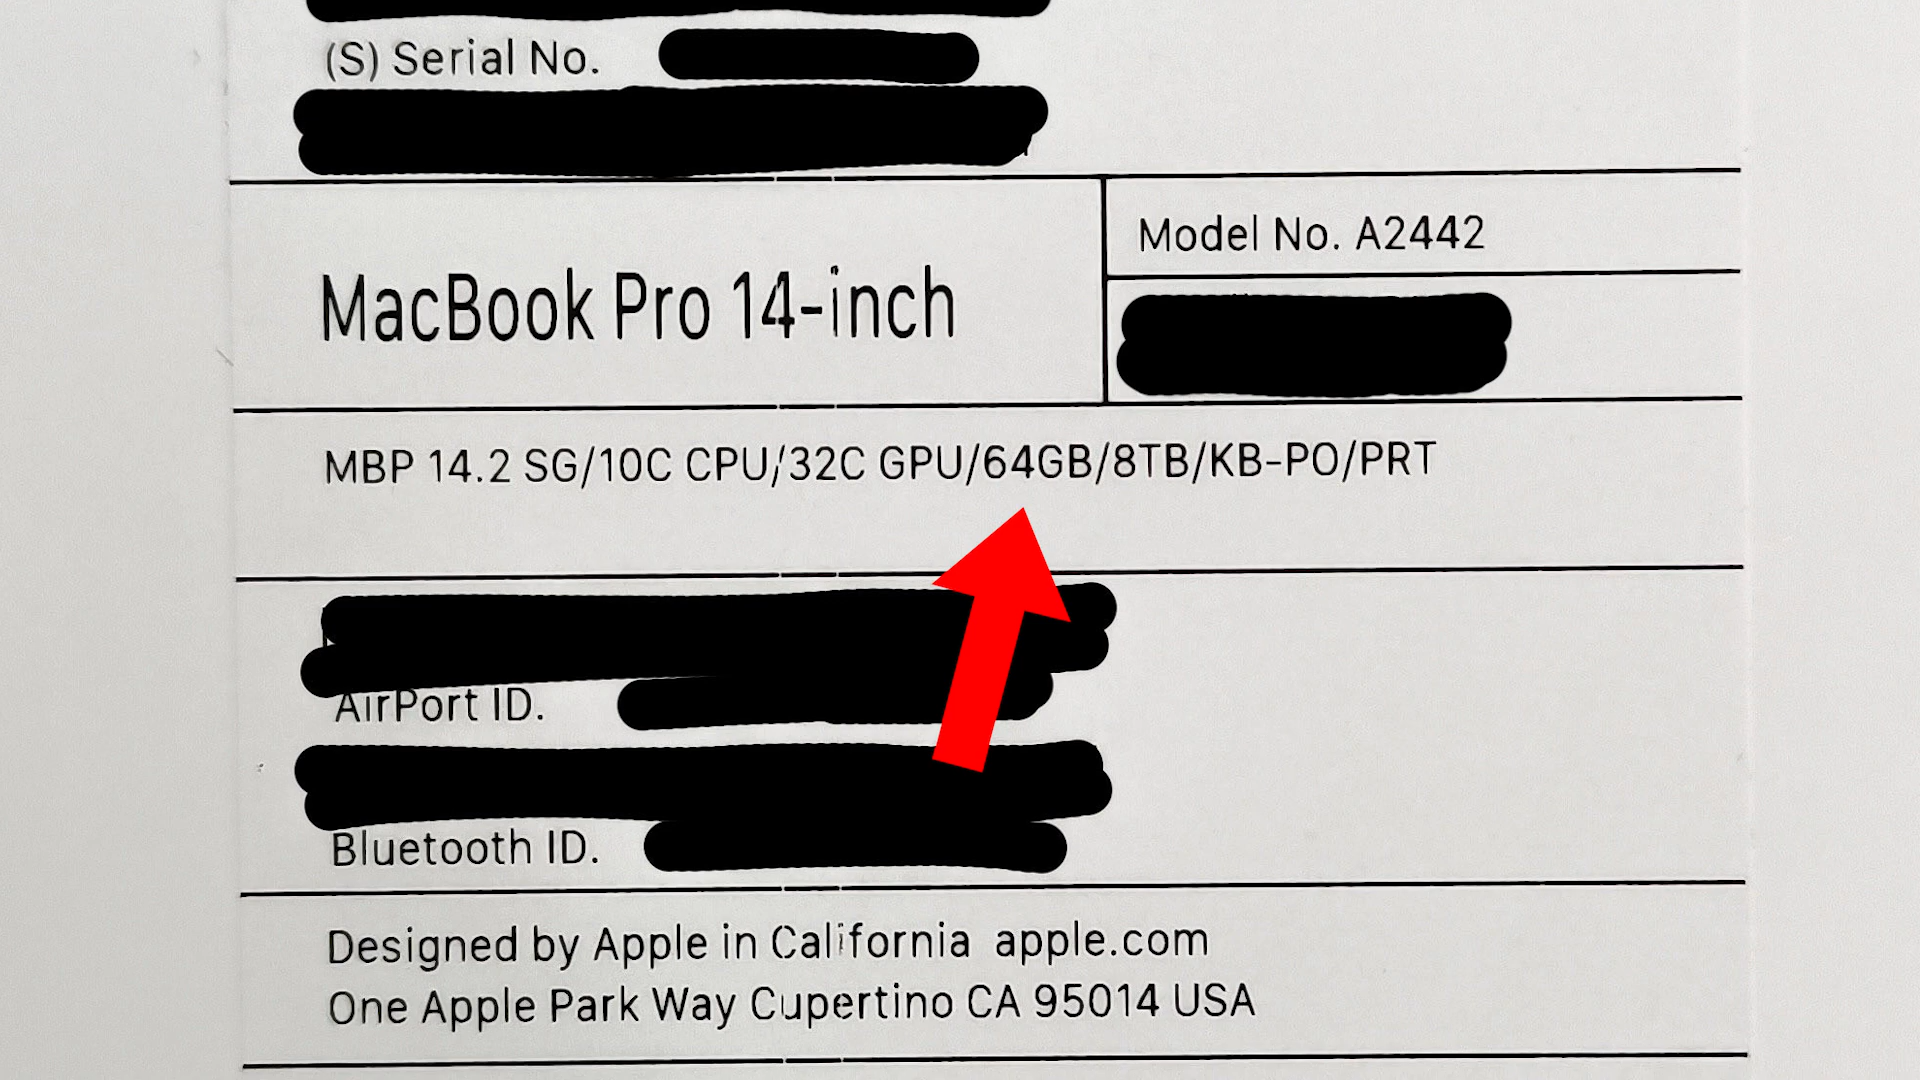 (S) Serial No.
MacBook Pro 14-inch
Model No. A2442
MBP 14.2 SG/10C CPU/32C GPU/64GB/8TB/KB-PO/PRT
AirPort ID.
Bluetooth ID.
Designed by Apple in California apple.com
One Apple Park Way Cupertino CA 95014 USA